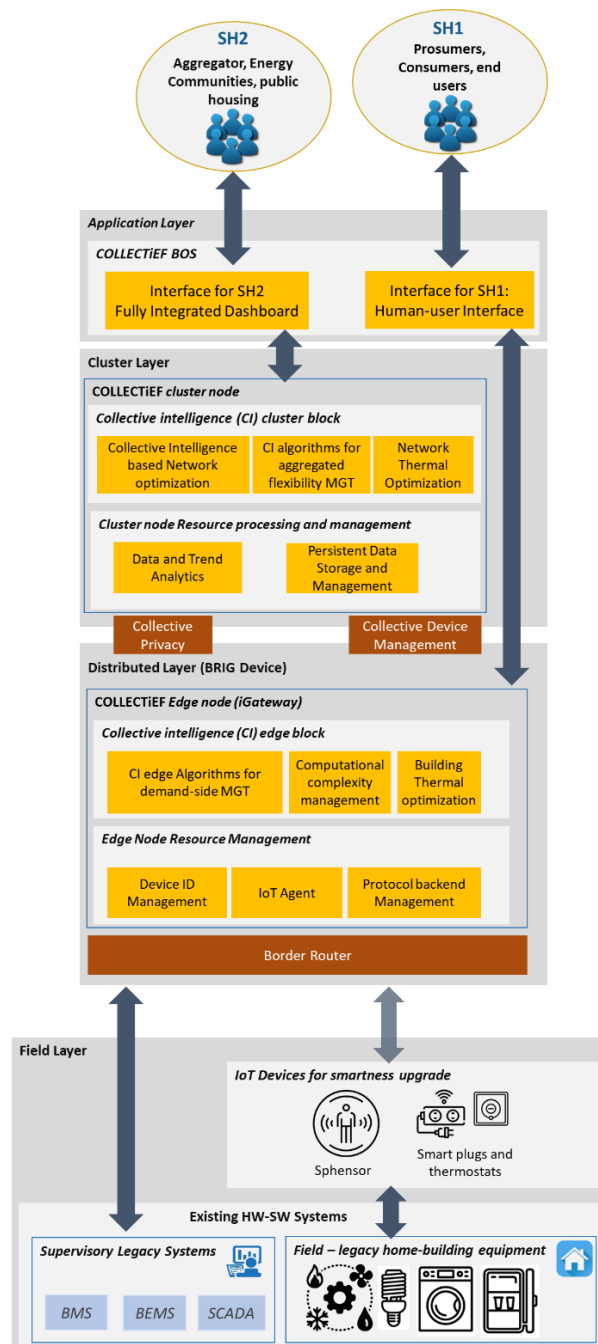 SH2
Aggregator, Energy
Communities, public
housing
SH1
Prosumers,
Consumers, end
users
Application Layer
COLLECTiEF BOS
Interface for SH2
Fully Integrated Dashboard
Interface for SH1:
Human-user Interface
Cluster Layer
COLLECTiEF cluster node
Collective intelligence (CI) cluster block
Collective Intelligence
based Network
optimization
CI algorithms for
aggregated
flexibility MGT
Network
Thermal
Optimization
Cluster node Resource processing and management
Data and Trend
Analytics
Persistent Data
Storage and
Management
Collective
Privacy
Collective Device
Management
Distributed Layer (BRIG Device)
COLLECTiEF Edge node (iGateway)
Collective intelligence (CI) edge block
CI edge Algorithms for
demand-side MGT
Computational
complexity
management
Building
Thermal
optimization
Edge Node Resource Management
Device ID
Management
IoT Agent
Protocol backend
Management
Border Router
Field Layer
IoT Devices for smartness upgrade
Sphensor
Smart plugs and
thermostats
Existing HW-SW Systems
Supervisory Legacy Systems
BMS
BEMS
SCADA
Field – legacy home-building equipment